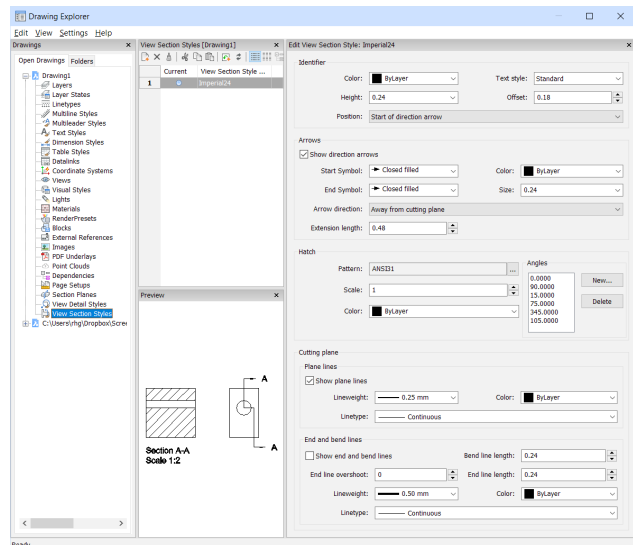 Drawing Explorer
Edit View Settings Help
Drawings
Open Drawings Folders
Drawing1
Layers
Layer States
Linetypes
Multiline Styles
Multileader Styles
Text Styles
Dimension Styles
Table Styles
Datalinks
Coordinate Systems
Views
Visual Styles
Lights
Materials
RenderPresets
Blocks
External References
Images
PDF Underlays
Point Clouds
Dependencies
Page Setups
Section Planes
View Detail Styles
View Section Styles
C:\Users\rhg\Dropbox\Scree
View Section Styles [Drawing1]
Current View Section Style ...
1 Imperial24
Preview
A
A
Section A-A
Scale 1:2
Edit View Section Style: Imperial24
Identifier
Color: ByLayer Text style: Standard
Height: 0.24 Offset: 0.18
Position: Start of direction arrow
Arrows
Show direction arrows
Start Symbol: Closed filled Color: ByLayer
End Symbol: Closed filled Size: 0.24
Arrow direction: Away from cutting plane
Extension length: 0.48
Hatch
Pattern: ANSI31 ...
Scale: 1
Color: ByLayer
Angles
0.0000
90.0000
15.0000
75.0000
345.0000
105.0000
New...
Delete
Cutting plane
Plane lines
Show plane lines
Lineweight: 0.25 mm Color: ByLayer
Linetype: Continuous
End and bend lines
Show end and bend lines Bend line length: 0.24
End line overshoot: 0 End line length: 0.24
Lineweight: 0.50 mm Color: ByLayer
Linetype: Continuous
Ready